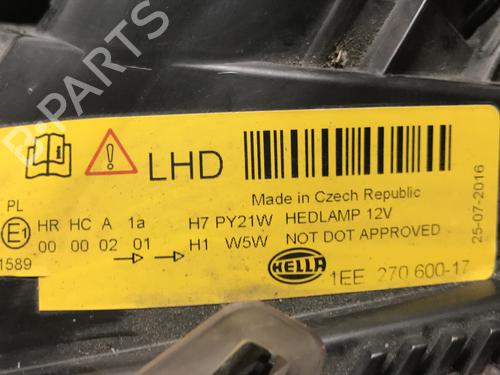 B-PARTS
LHD
Made in Czech Republic
PL HR HC A 1a H7 PY21W HEDLAMP 12V
E1 00 00 02 01 H1 W5W NOT DOT APPROVED
1589
HELLA
1EE 270 600-17
25-07-2016